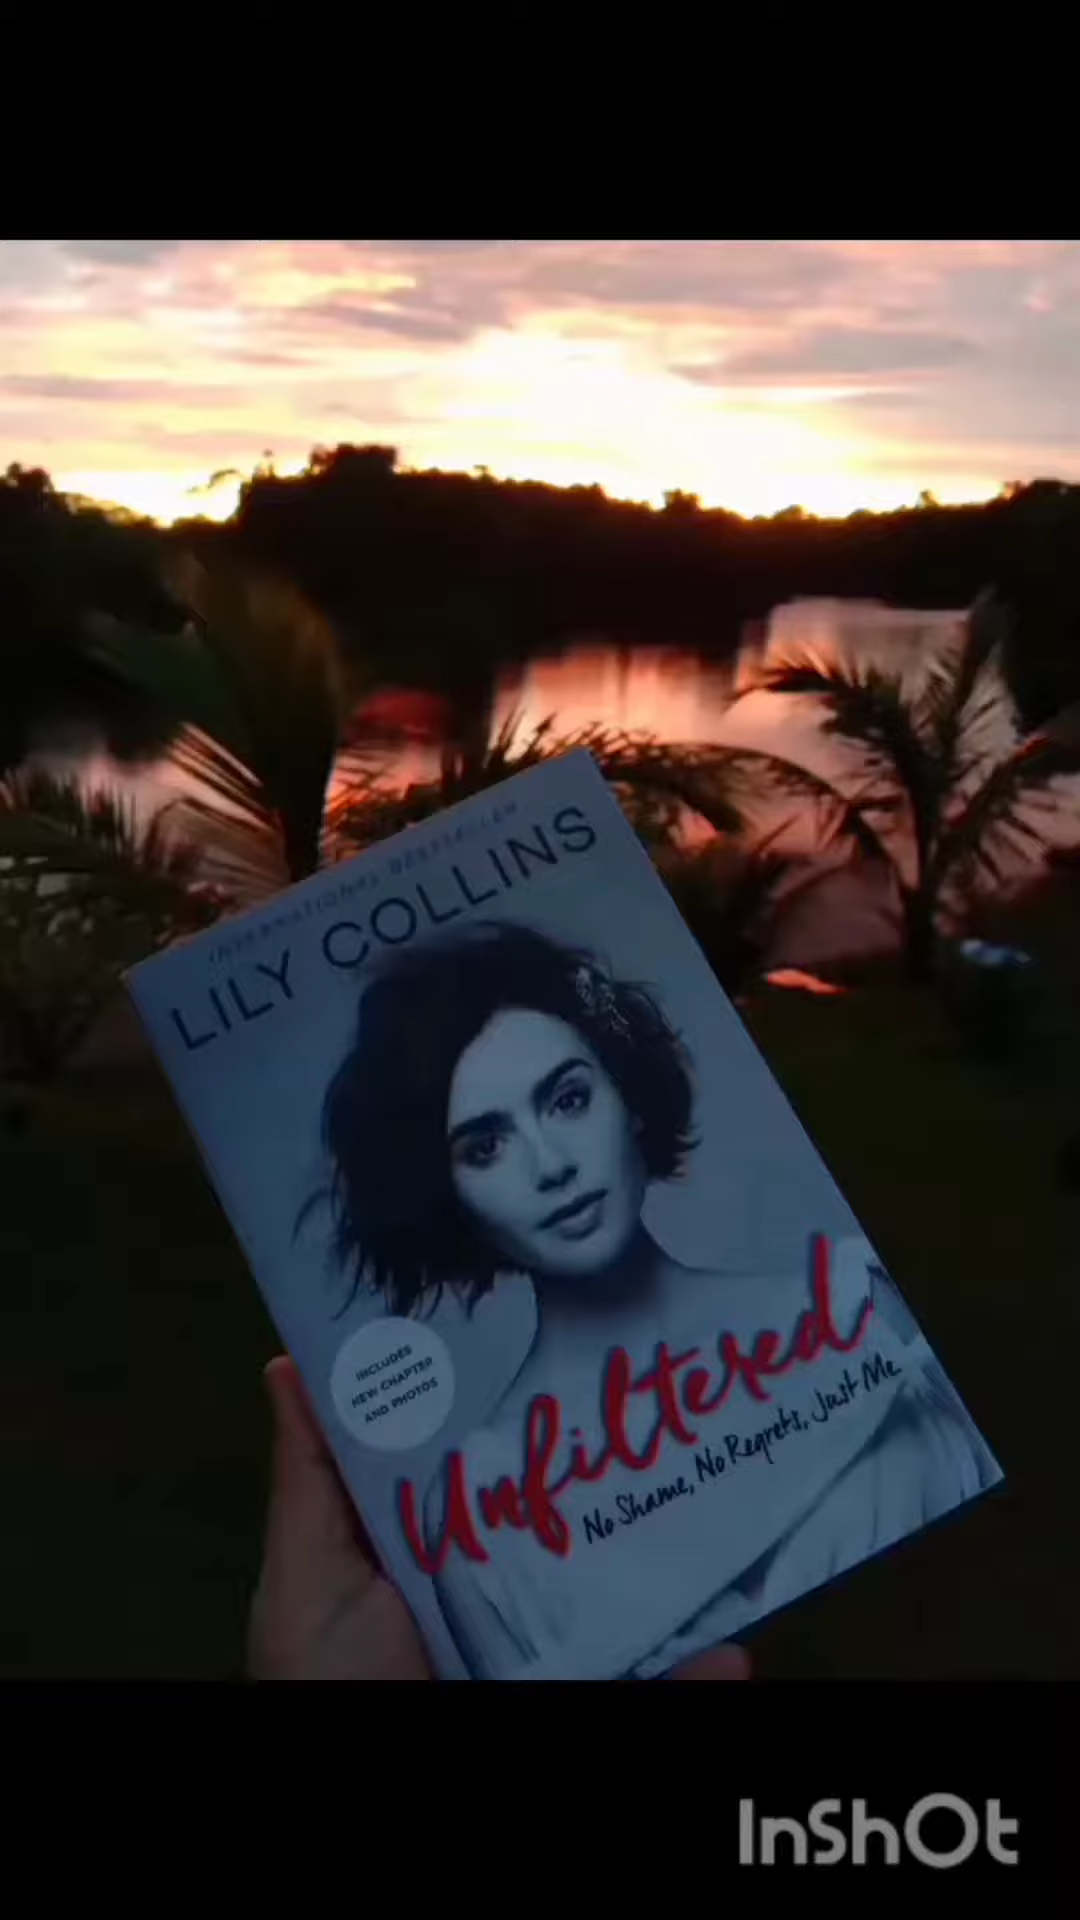 INTERNATIONAL BESTSELLER
LILY COLLINS
INCLUDES
NEW CHAPTER
AND PHOTOS
Unfiltered
No Shame, No Regrets, Just Me
InShOt